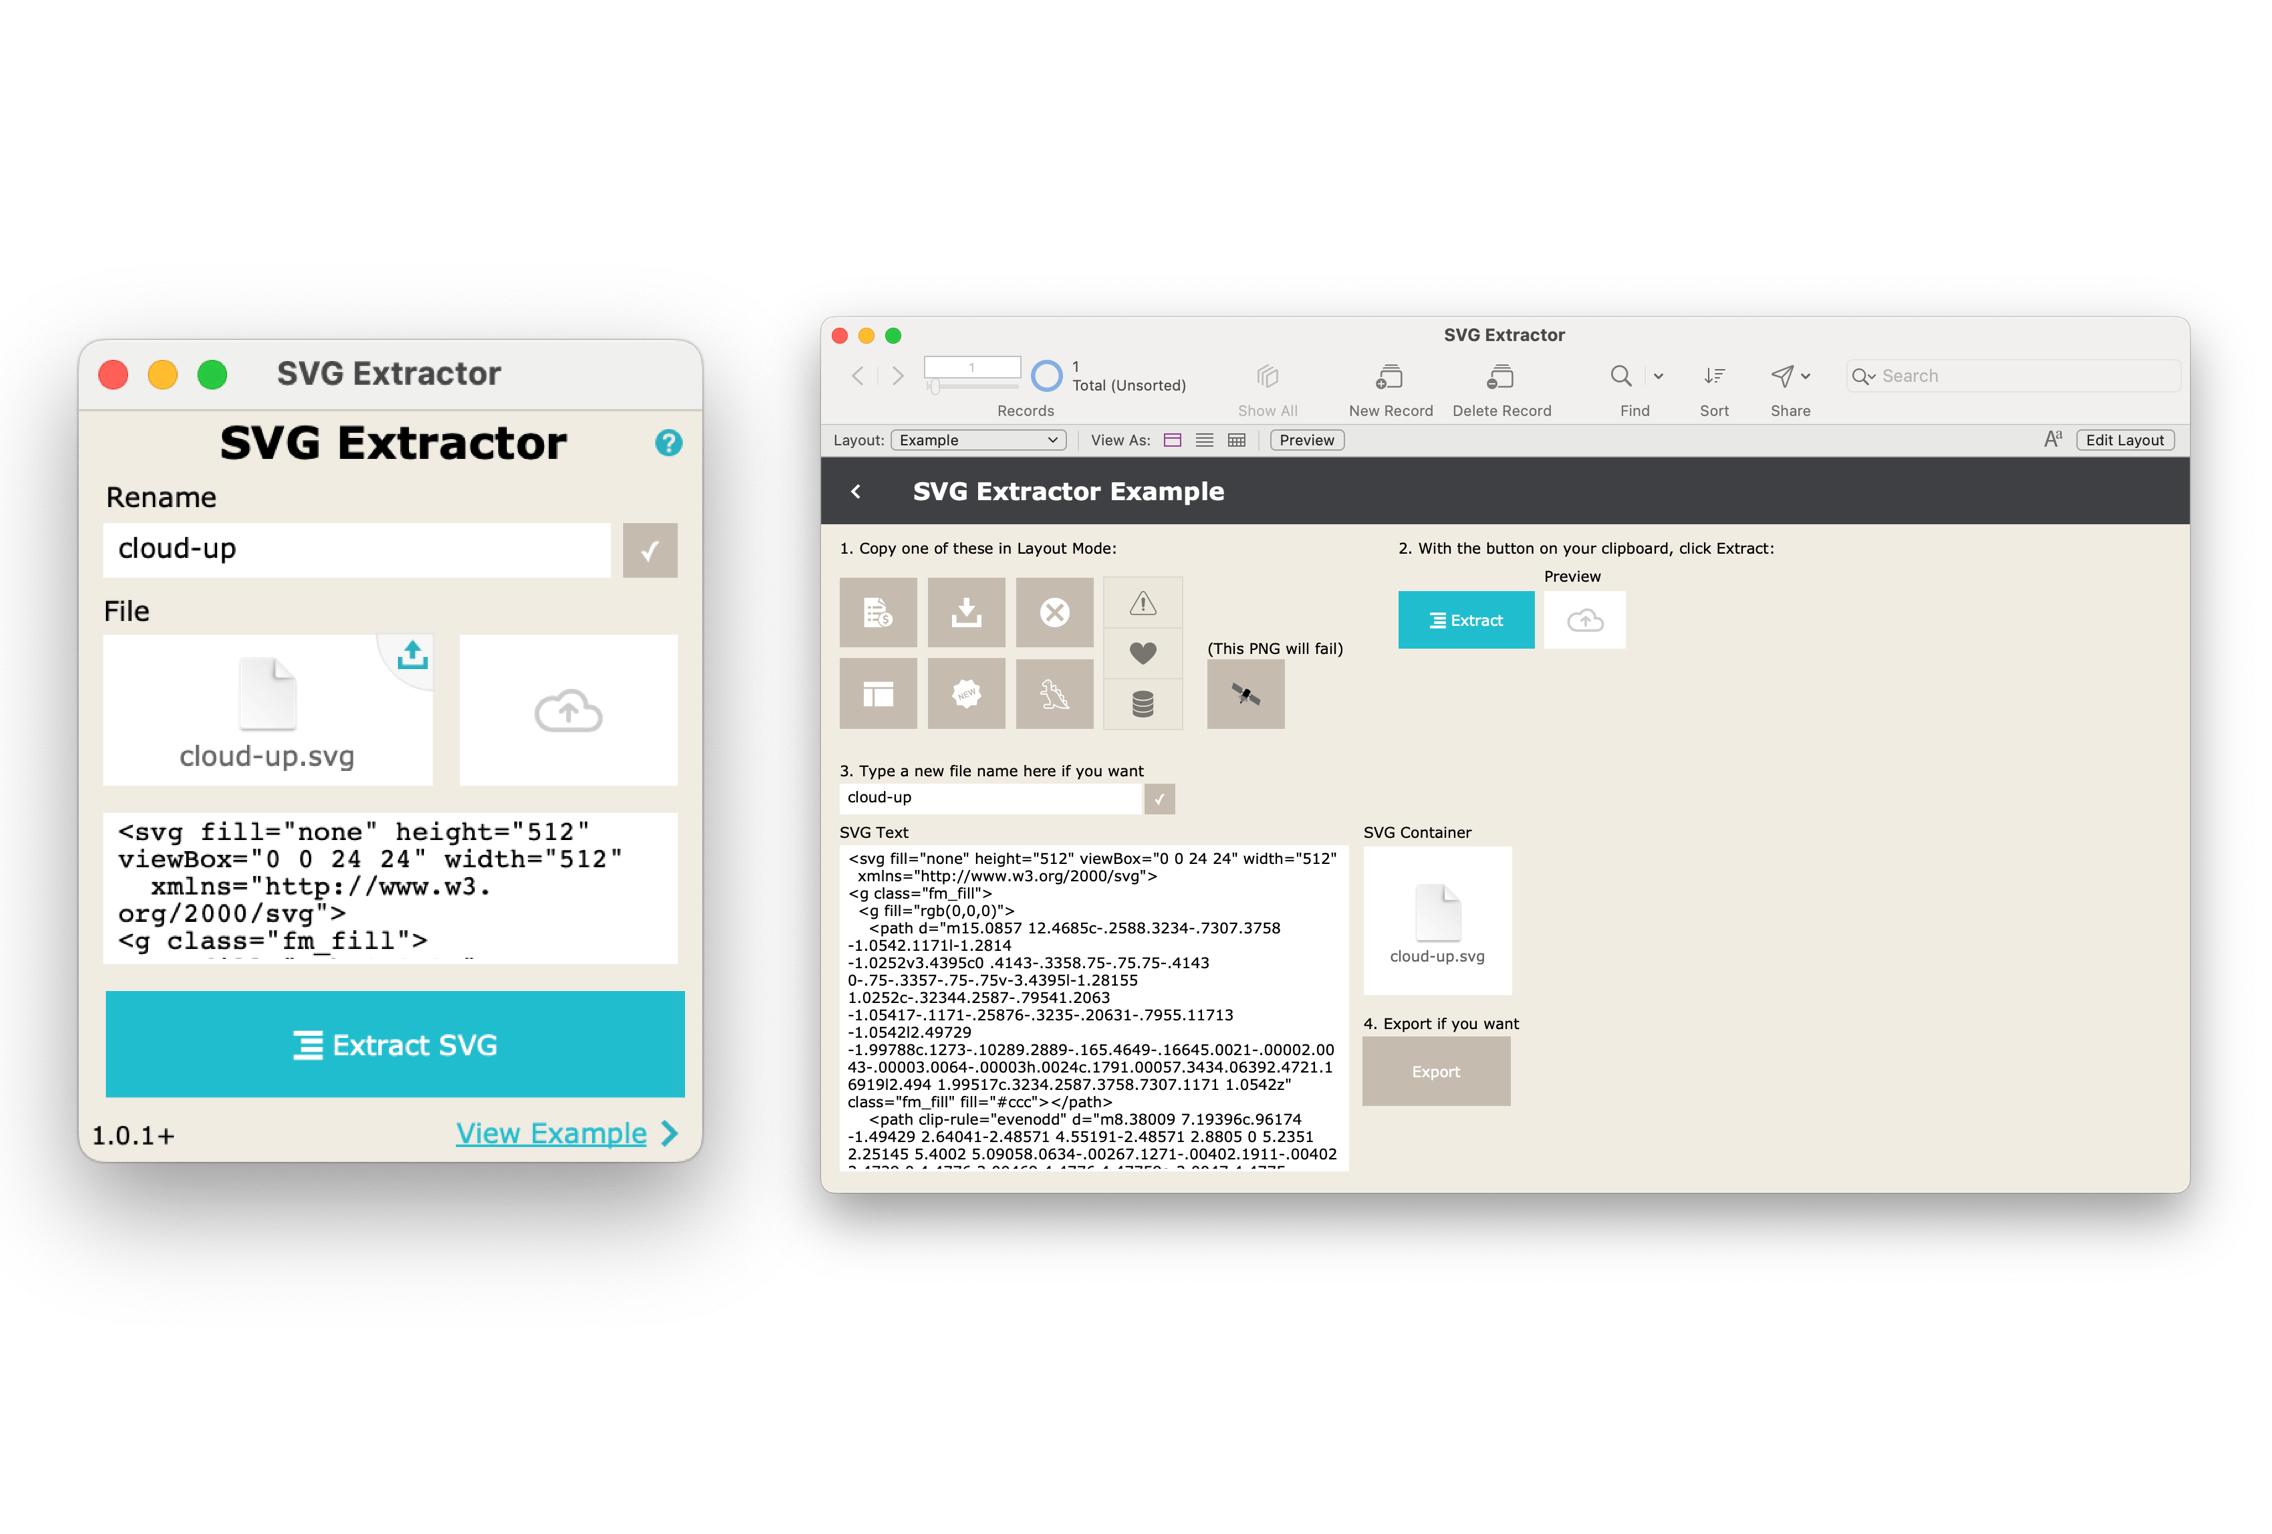 SVG Extractor
SVG Extractor
?
Rename
cloud-up
File
cloud-up.svg
<svg fill="none" height="512"
viewBox="0 0 24 24" width="512"
xmlns="http://www.w3.
org/2000/svg">
<g class="fm_fill">
Extract SVG
1.0.1+
View Example
SVG Extractor
1
1
Total (Unsorted)
Records
Show All
New Record
Delete Record
Find
Sort
Share
Search
Layout:
Example
View As:
Preview
Aa
Edit Layout
SVG Extractor Example
1. Copy one of these in Layout Mode:
$
NEW
(This PNG will fail)
2. With the button on your clipboard, click Extract:
Preview
Extract
3. Type a new file name here if you want
cloud-up
SVG Text
<svg fill="none" height="512" viewBox="0 0 24 24" width="512"
xmlns="http://www.w3.org/2000/svg">
<g class="fm_fill">
<g fill="rgb(0,0,0)">
<path d="m15.0857 12.4685c-.2588.3234-.7307.3758
-1.0542.1171l-1.2814
-1.0252v3.4395c0 .4143-.3358.75-.75.75-.4143
0-.75-.3357-.75-.75v-3.4395l-1.28155
1.0252c-.32344.2587-.79541.2063
-1.05417-.1171-.25876-.3235-.20631-.7955.11713
-1.0542l2.49729
-1.99788c.1273-.10289.2889-.165.4649-.16645.0021-.00002.00
43-.00003.0064-.00003h.0024c.1791.00057.3434.06392.4721.1
6919l2.494 1.99517c.3234.2587.3758.7307.1171 1.0542z"
class="fm_fill" fill="#ccc"></path>
<path clip-rule="evenodd" d="m8.38009 7.19396c.96174
-1.49429 2.64041-2.48571 4.55191-2.48571 2.8805 0 5.2351
2.25145 5.4002 5.09058.0634-.00267.1271-.00402.1911-.00402
SVG Container
cloud-up.svg
4. Export if you want
Export